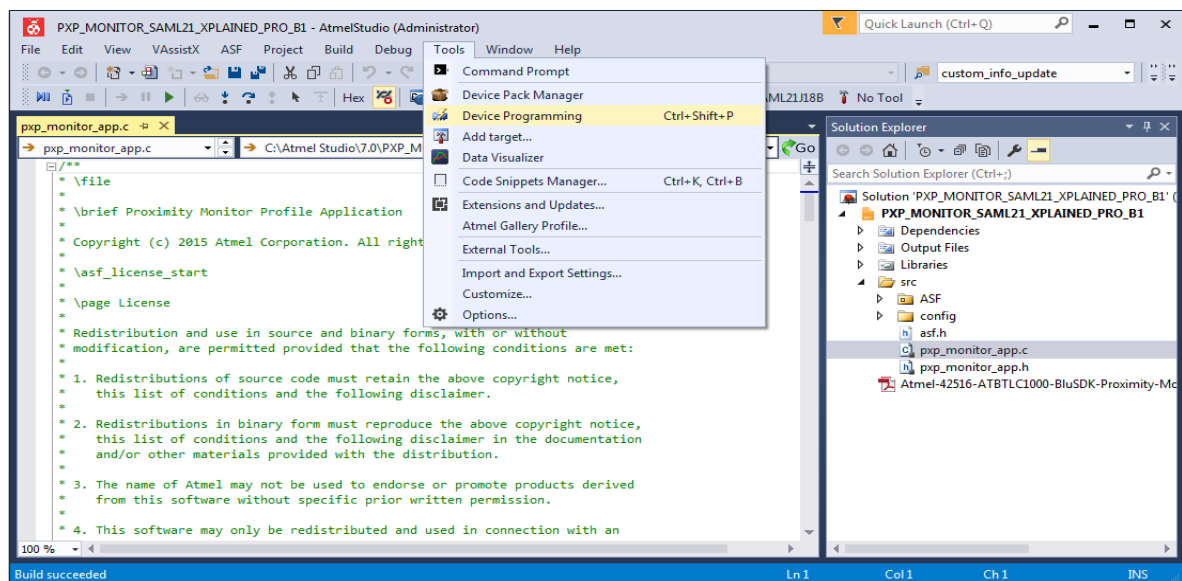 PXP_MONITOR_SAML21_XPLAINED_PRO_B1 - AtmelStudio (Administrator)
Quick Launch (Ctrl+Q)
File Edit View VAssistX ASF Project Build Debug Tools Window Help
custom_info_update
Hex
ML21J18B
No Tool
Command Prompt
Device Pack Manager
Device Programming Ctrl+Shift+P
Add target...
Data Visualizer
Code Snippets Manager... Ctrl+K, Ctrl+B
Extensions and Updates...
Atmel Gallery Profile...
External Tools...
Import and Export Settings...
Customize...
Options...
pxp_monitor_app.c
pxp_monitor_app.c
C:\Atmel Studio\7.0\PXP_M
Go
/**
* \file
*
* \brief Proximity Monitor Profile Application
*
* Copyright (c) 2015 Atmel Corporation. All right
*
* \asf_license_start
*
* \page License
*
* Redistribution and use in source and binary forms, with or without
* modification, are permitted provided that the following conditions are met:
*
* 1. Redistributions of source code must retain the above copyright notice,
* this list of conditions and the following disclaimer.
*
* 2. Redistributions in binary form must reproduce the above copyright notice,
* this list of conditions and the following disclaimer in the documentation
* and/or other materials provided with the distribution.
*
* 3. The name of Atmel may not be used to endorse or promote products derived
* from this software without specific prior written permission.
*
* 4. This software may only be redistributed and used in connection with an
100 %
Solution Explorer
Search Solution Explorer (Ctrl+;)
Solution 'PXP_MONITOR_SAML21_XPLAINED_PRO_B1' (
PXP_MONITOR_SAML21_XPLAINED_PRO_B1
Dependencies
Output Files
Libraries
src
ASF
config
asf.h
pxp_monitor_app.c
pxp_monitor_app.h
Atmel-42516-ATBTLC1000-BluSDK-Proximity-Mo
Build succeeded
Ln 1 Col 1 Ch 1 INS